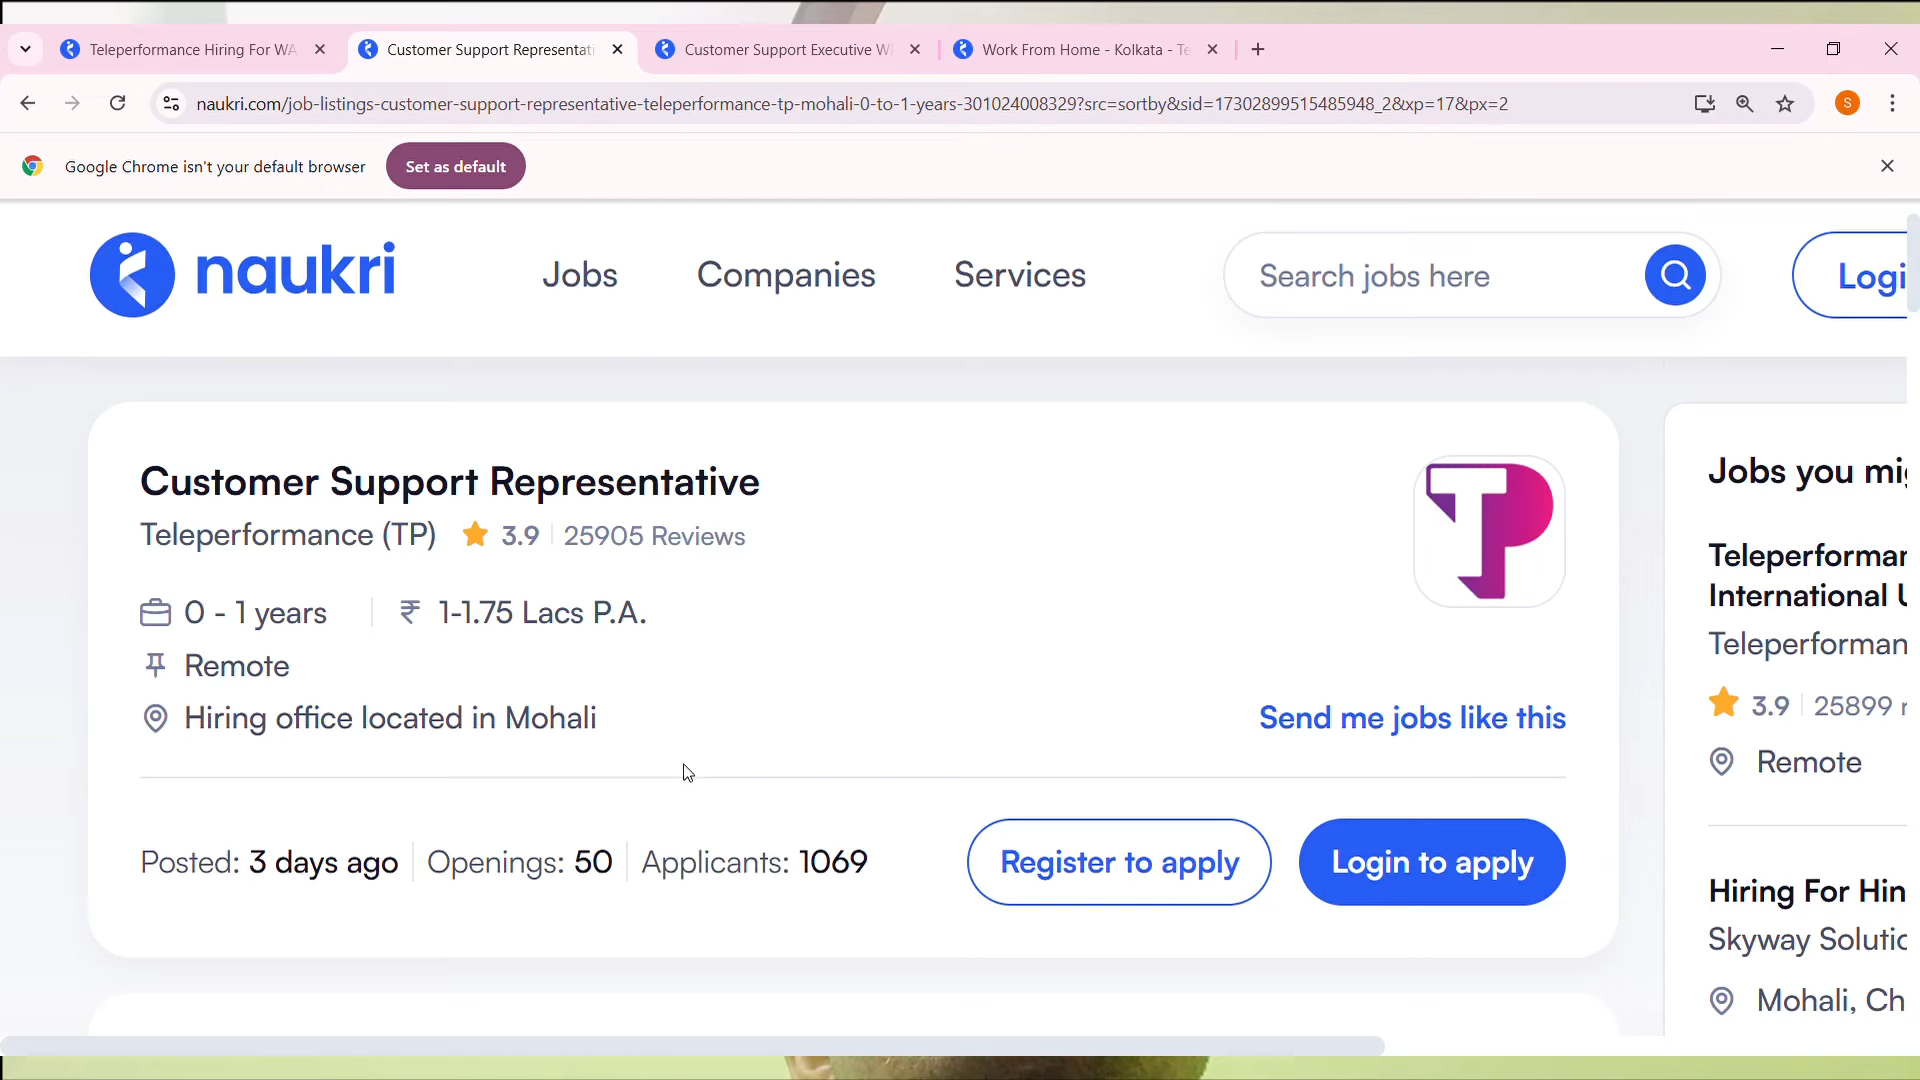 Teleperformance Hiring For WA
Customer Support Representati
Customer Support Executive W
Work From Home - Kolkata - Te
naukri.com/job-listings-customer-support-representative-teleperformance-tp-mohali-0-to-1-years-301024008329?src=sortby&sid=17302899515485948_2&xp=17&px=2
S
Google Chrome isn't your default browser
Set as default
naukri
Jobs
Companies
Services
Search jobs here
Logi
Customer Support Representative
Teleperformance (TP) 3.9 25905 Reviews
0 - 1 years
₹ 1-1.75 Lacs P.A.
Remote
Hiring office located in Mohali
Send me jobs like this
Posted: 3 days ago
Openings: 50
Applicants: 1069
Register to apply
Login to apply
TP
Jobs you mig
Teleperforman
International U
Teleperforman
3.9 25899 r
Remote
Hiring For Hin
Skyway Solutio
Mohali, Ch